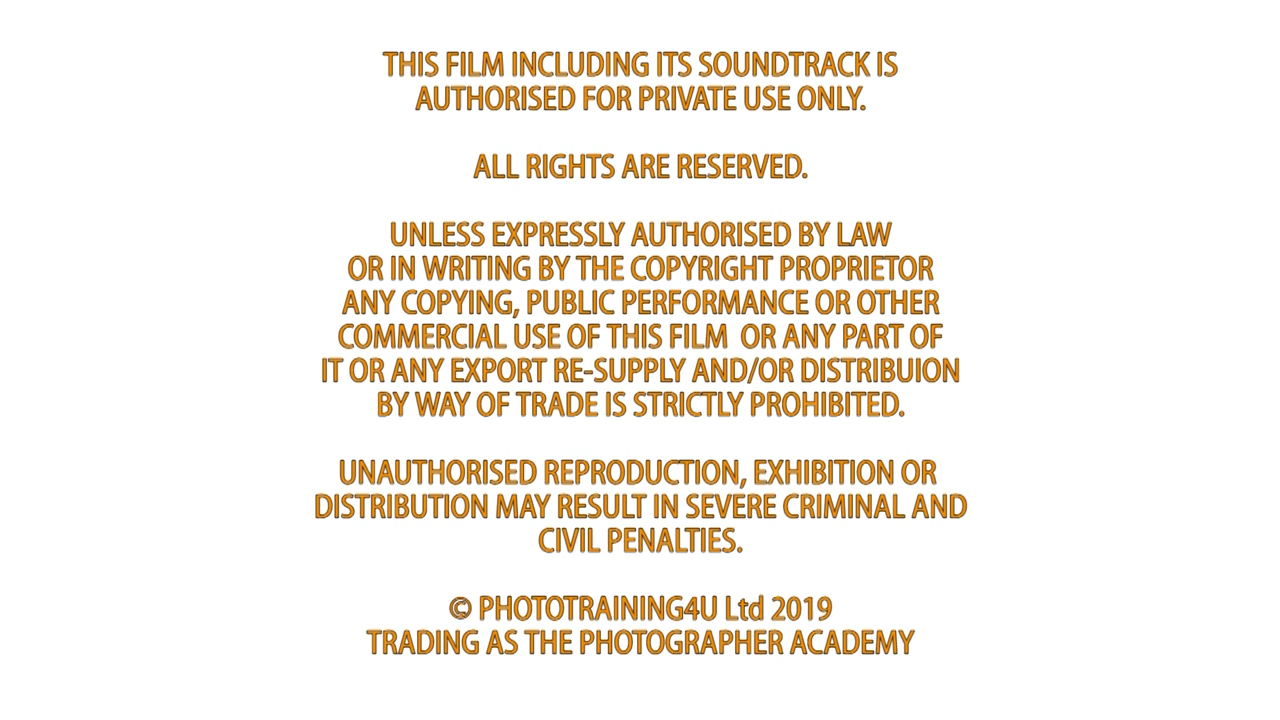 THIS FILM INCLUDING ITS SOUNDTRACK IS
AUTHORISED FOR PRIVATE USE ONLY.
ALL RIGHTS ARE RESERVED.
UNLESS EXPRESSLY AUTHORISED BY LAW
OR IN WRITING BY THE COPYRIGHT PROPRIETOR
ANY COPYING, PUBLIC PERFORMANCE OR OTHER
COMMERCIAL USE OF THIS FILM  OR ANY PART OF
IT OR ANY EXPORT RE-SUPPLY AND/OR DISTRIBUION
BY WAY OF TRADE IS STRICTLY PROHIBITED.
UNAUTHORISED REPRODUCTION, EXHIBITION OR
DISTRIBUTION MAY RESULT IN SEVERE CRIMINAL AND
CIVIL PENALTIES.
© PHOTOTRAINING4U Ltd 2019
TRADING AS THE PHOTOGRAPHER ACADEMY